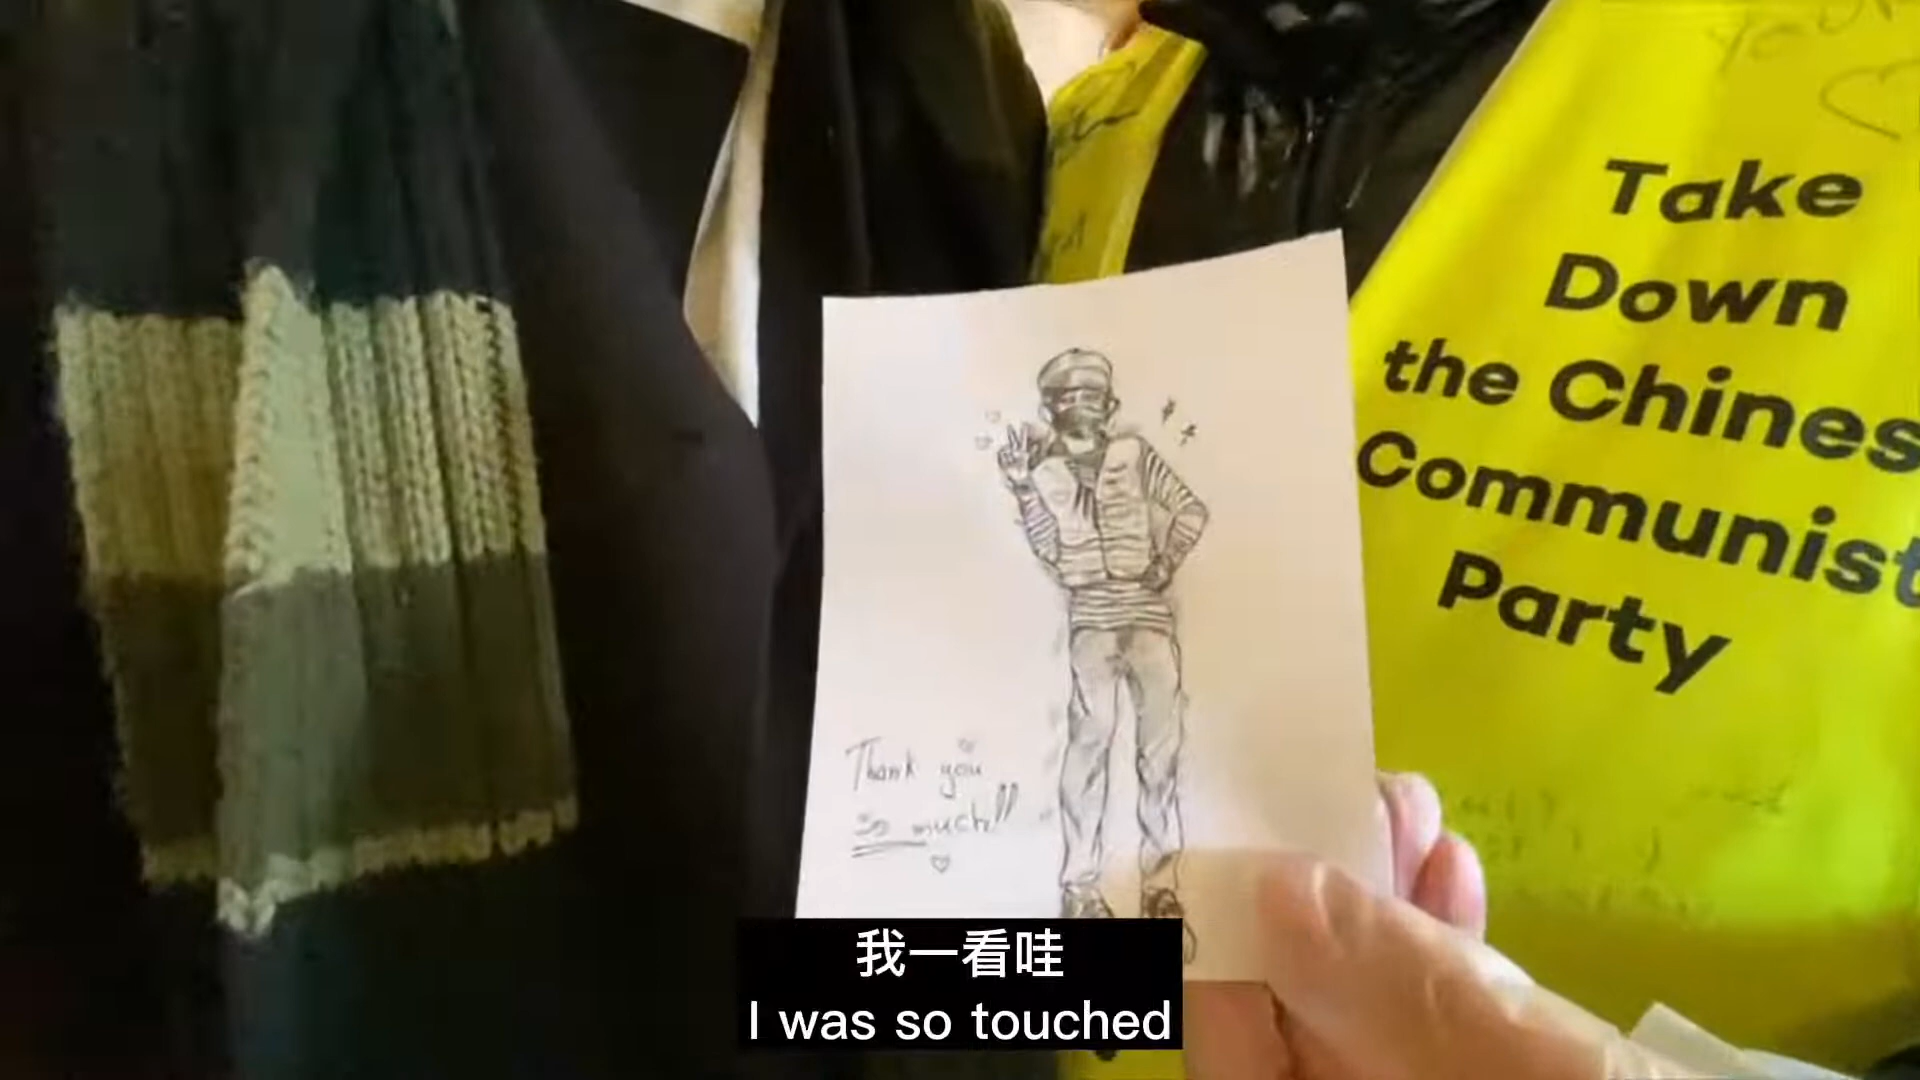 Take
Down
the Chines
Communist
Party
Thank you
so much!!
我一看哇
I was so touched